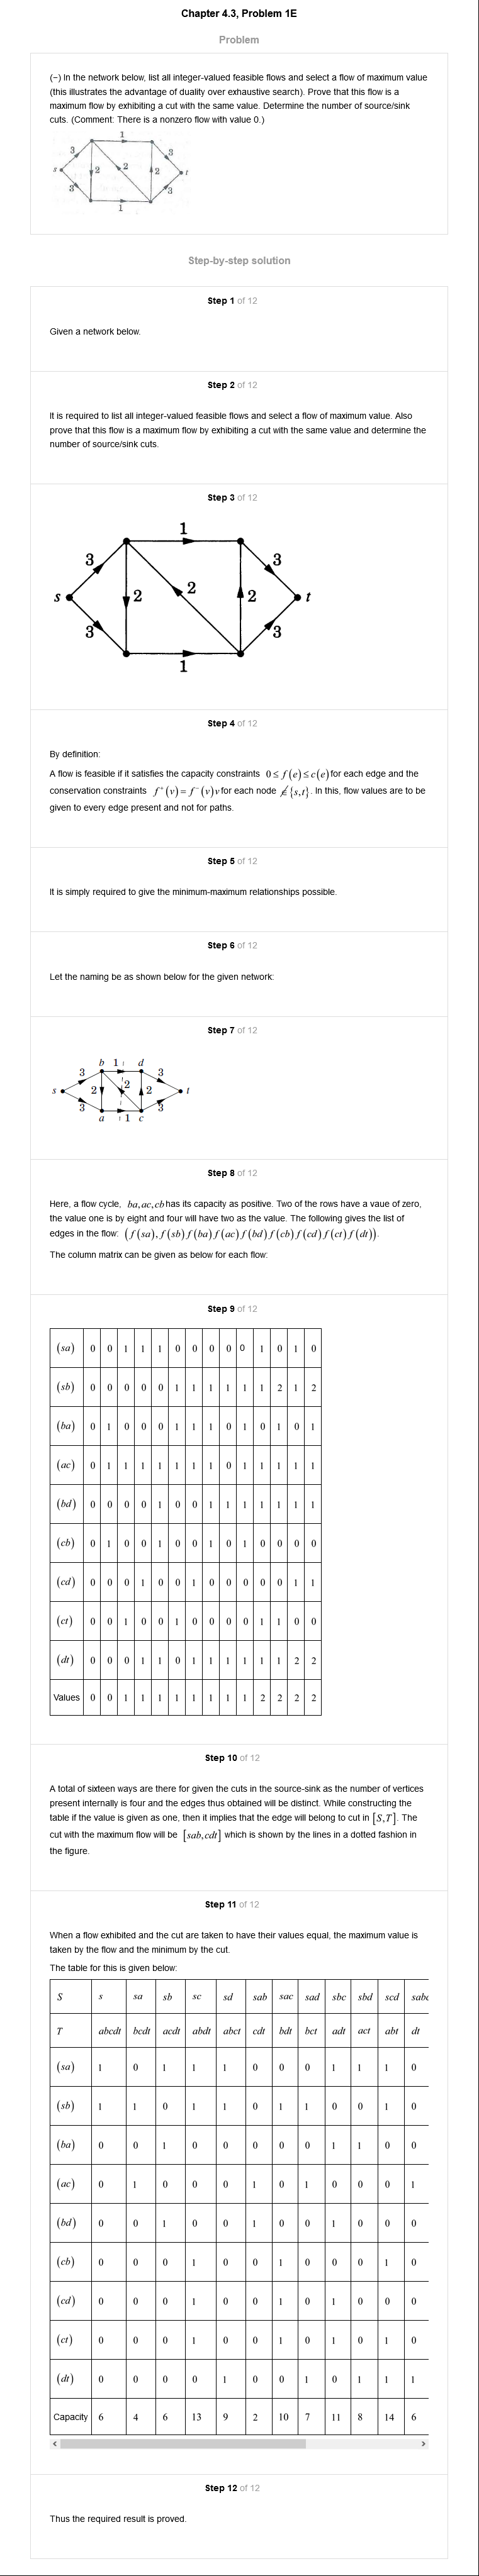 Chapter 4.3, Problem 1E
Problem
(−) In the network below, list all integer-valued feasible flows and select a flow of maximum value
(this illustrates the advantage of duality over exhaustive search). Prove that this flow is a
maximum flow by exhibiting a cut with the same value. Determine the number of source/sink
cuts. (Comment: There is a nonzero flow with value 0.)
1
3 3
s 2 2 2 t
3 3
1
Step-by-step solution
Step 1 of 12
Given a network below.
Step 2 of 12
It is required to list all integer-valued feasible flows and select a flow of maximum value. Also
prove that this flow is a maximum flow by exhibiting a cut with the same value and determine the
number of source/sink cuts.
Step 3 of 12
1
3 3
s 2 2 2 t
3 3
1
Step 4 of 12
By definition:
A flow is feasible if it satisfies the capacity constraints 0 ≤ f(e) ≤ c(e) for each edge and the
conservation constraints f⁺(v) = f⁻(v)v for each node ∉{s,t}. In this, flow values are to be
given to every edge present and not for paths.
Step 5 of 12
It is simply required to give the minimum-maximum relationships possible.
Step 6 of 12
Let the naming be as shown below for the given network:
Step 7 of 12
b 1 d
3 3
s 2 2 2 t
3 3
a 1 c
Step 8 of 12
Here, a flow cycle, ba,ac,cb has its capacity as positive. Two of the rows have a vaue of zero,
the value one is by eight and four will have two as the value. The following gives the list of
edges in the flow: (f(sa), f(sb) f(ba) f(ac) f(bd) f(cb) f(cd) f(ct) f(dt)).
The column matrix can be given as below for each flow:
Step 9 of 12
(sa) 0 0 1 1 1 0 0 0 0 0 1 0 1 0
(sb) 0 0 0 0 0 1 1 1 1 1 1 2 1 2
(ba) 0 1 0 0 0 1 1 1 0 1 0 1 0 1
(ac) 0 1 1 1 1 1 1 1 0 1 1 1 1 1
(bd) 0 0 0 0 1 0 0 1 1 1 1 1 1 1
(cb) 0 1 0 0 1 0 0 1 0 1 0 0 0 0
(cd) 0 0 0 1 0 0 1 0 0 0 0 0 1 1
(ct) 0 0 1 0 0 1 0 0 0 0 1 1 0 0
(dt) 0 0 0 1 1 0 1 1 1 1 1 1 2 2
Values 0 0 1 1 1 1 1 1 1 1 2 2 2 2
Step 10 of 12
A total of sixteen ways are there for given the cuts in the source-sink as the number of vertices
present internally is four and the edges thus obtained will be distinct. While constructing the
table if the value is given as one, then it implies that the edge will belong to cut in [S,T]. The
cut with the maximum flow will be [sab,cdt] which is shown by the lines in a dotted fashion in
the figure.
Step 11 of 12
When a flow exhibited and the cut are taken to have their values equal, the maximum value is
taken by the flow and the minimum by the cut.
The table for this is given below:
S s sa sb sc sd sab sac sad sbc sbd scd sabc
T abcdt bcdt acdt abdt abct cdt bdt bct adt act abt dt
(sa) 1 0 1 1 1 0 0 0 1 1 1 0
(sb) 1 1 0 1 1 0 1 1 0 0 1 0
(ba) 0 0 1 0 0 0 0 0 1 1 0 0
(ac) 0 1 0 0 0 1 0 1 0 0 0 1
(bd) 0 0 1 0 0 1 0 0 1 0 0 0
(cb) 0 0 0 1 0 0 1 0 0 0 1 0
(cd) 0 0 0 1 0 0 1 0 1 0 0 0
(ct) 0 0 0 1 0 0 1 0 1 0 1 0
(dt) 0 0 0 0 1 0 0 1 0 1 1 1
Capacity 6 4 6 13 9 2 10 7 11 8 14 6
Step 12 of 12
Thus the required result is proved.